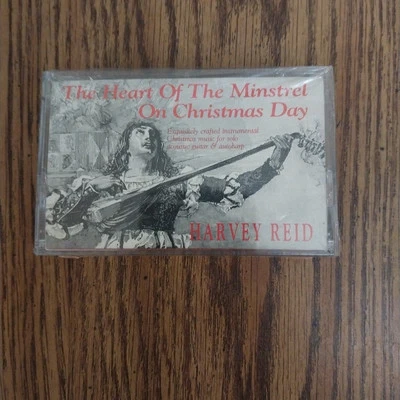 The Heart Of The Minstrel
On Christmas Day
Exquisitely crafted instrumental
Christmas music for solo
acoustic guitar & autoharp
HARVEY REID